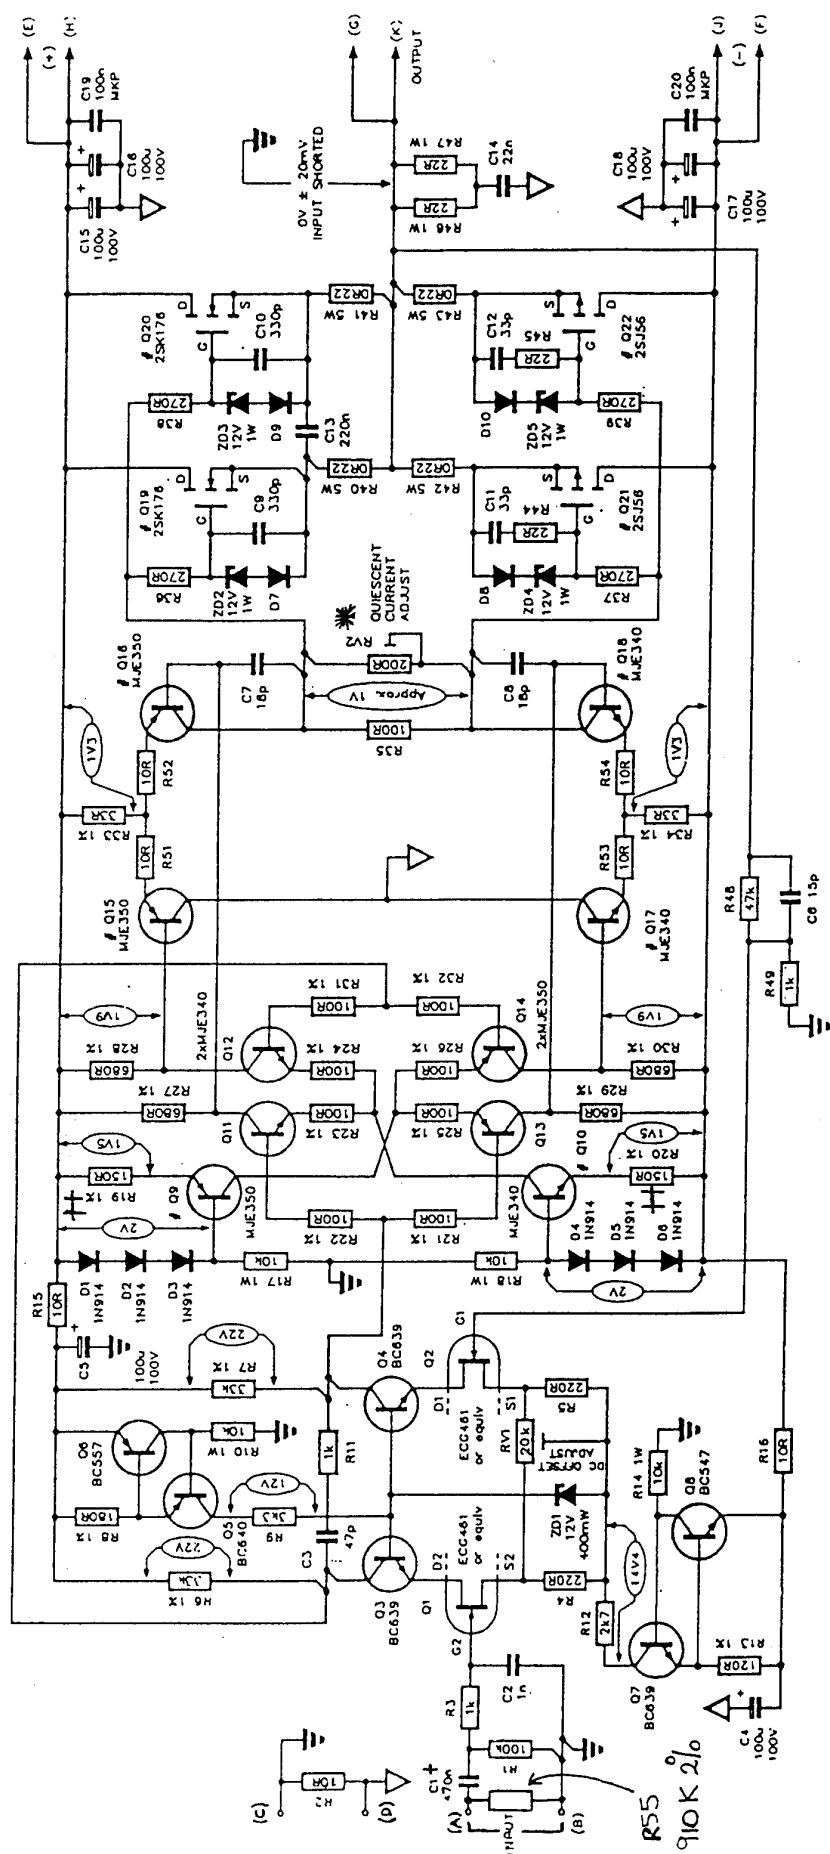 (E)
(H)
(+)
C19
100n
MKP
C16
100u
100V
C15
100u
100V
(G)
(K)
OUTPUT
R47 1W
22R
R46 1W
22R
C14
22n
0V ± 20mV
INPUT SHORTED
(J)
(-)
(F)
C20
100n
MKP
C18
100u
100V
C17
100u
100V
# Q20
2SK176
D
S
G
C10
330p
R38
270R
ZD3
12V
1W
D9
C13
220n
R41 5W
0R22
R43 5W
0R22
C12
33p
R45
22R
D10
ZD5
12V
1W
# Q22
2SJ56
S
G
D
R39
270R
# Q19
2SK176
D
S
G
C9
330p
R36
270R
ZD2
12V
1W
D7
R40 5W
0R22
R42 5W
0R22
C11
33p
R44
22R
D8
ZD4
12V
1W
# Q21
2SJ56
S
G
D
R37
270R
QUIESCENT
CURRENT
ADJUST
RV2
200R
# Q16
MJE350
C7
18p
Approx. 1V
R35
100R
C8
18p
# Q18
MJE340
1V3
R52
10R
R33 1%
33R
R51
10R
R54
10R
R34 1%
33R
R53
10R
1V3
# Q15
MJE350
# Q17
MJE340
R48
47k
C6 15p
R49
1k
1V9
R28 1%
680R
R27 1%
680R
2xMJE340
Q12
Q11
R31 1%
100R
R32 1%
100R
R24 1%
100R
R23 1%
100R
R26 1%
100R
R25 1%
100R
Q14
2xMJE350
Q13
1V9
R30 1%
680R
R29 1%
680R
1V5
R19 1%
150R
# Q9
MJE350
R22 1%
100R
R21 1%
100R
# Q10
MJE340
R20 1%
150R
1V5
2V
D1
1N914
D2
1N914
D3
1N914
R17 1W
10k
R18 1W
10k
D4
1N914
D5
1N914
D6
1N914
2V
R15
10R
C5
100u
100V
22V
R7 1%
33k
Q4
BC639
Q2
D1
G1
S1
ECG461
or equiv
R5
220R
Q6
BC557
R10 1W
10k
R11
1k
RV1
20k
DC OFFSET
ADJUST
R16
10R
R8 1%
180R
Q5
BC640
12V
R9
3k3
C3
47p
ZD1
12V
400mW
R14 1W
10k
Q8
BC547
22V
R6 1%
33k
Q3
BC639
Q1
D2
G2
S2
ECG461
or equiv
R4
220R
14V4
R12
2k7
Q7
BC639
R13 1%
120R
C4
100u
100V
R3
1k
C2
1n
R1
100k
C1
470n
(C)
R2
10R
(D)
(A)
INPUT
(B)
R55
910K 2%